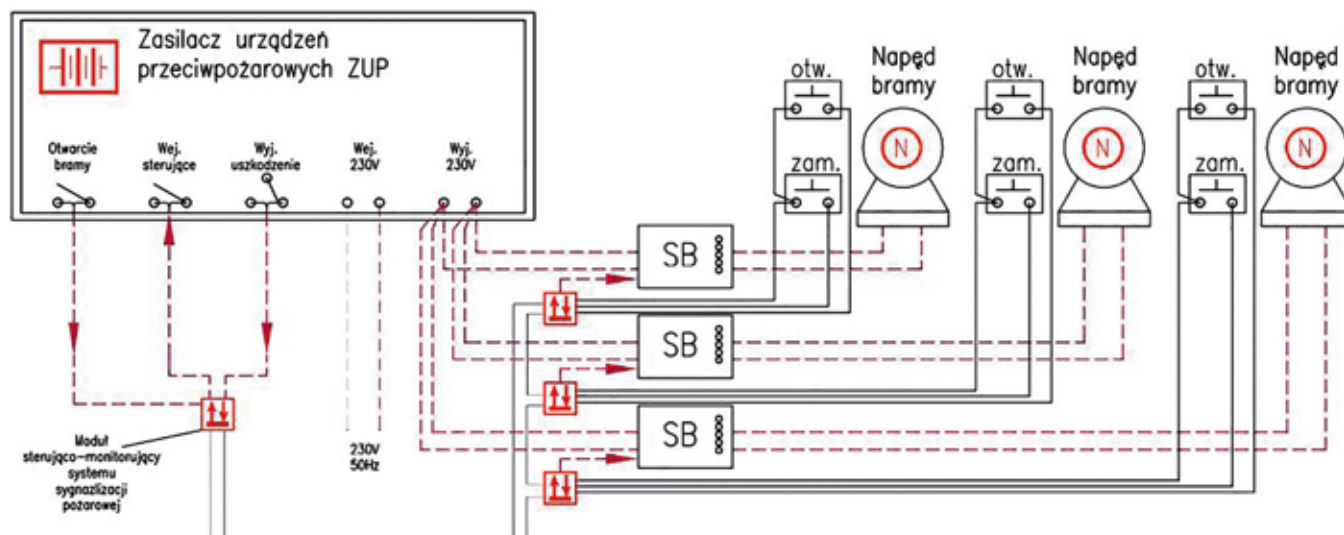 Zasilacz urządzeń
przeciwpożarowych ZUP
Otwarcie
bramy
Wej.
sterujące
Wyj.
uszkodzenie
Wej.
230V
Wyj.
230V
otw.
zam.
Napęd
bramy
N
otw.
zam.
Napęd
bramy
N
otw.
zam.
Napęd
bramy
N
SB
SB
SB
Moduł
sterująco-monitorujący
systemu
sygnazlizacji
pożarowej
230V
50Hz